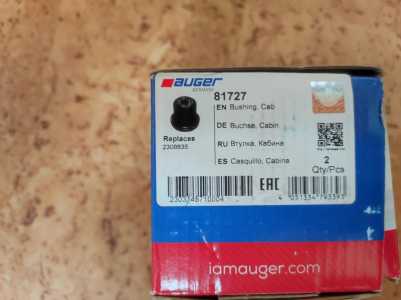 AUGER
GERMANY
81727
EN Bushing, Cab
DE Buchse, Cabin
RU Втулка, Кабина
ES Casquillo, Cabina
Replaces
2309835
2
Qty/Pcs
EAC
iamauger.com